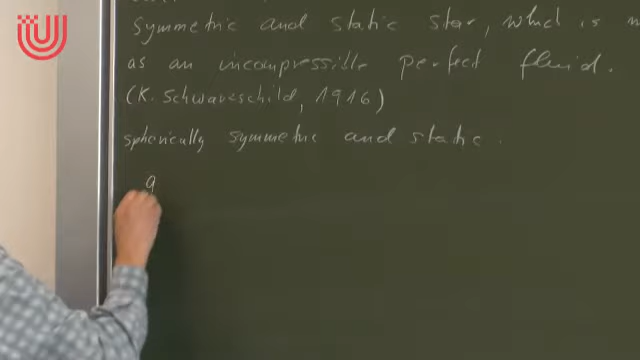 symmetric and static star, which is
as an incompressible perfect fluid.
(K. Schwarzschild, 1916)
spherically symmetric and static.
g